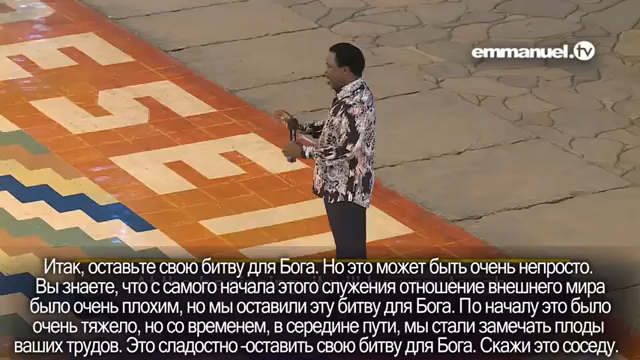 emmanuel.tv
Итак, оставьте свою битву для Бога. Но это может быть очень непросто.
Вы знаете, что с самого начала этого служения отношение внешнего мира
было очень плохим, но мы оставили эту битву для Бога. По началу это было
очень тяжело, но со временем, в середине пути, мы стали замечать плоды
ваших трудов. Это сладостно -оставить свою битву для Бога. Скажи это соседу.